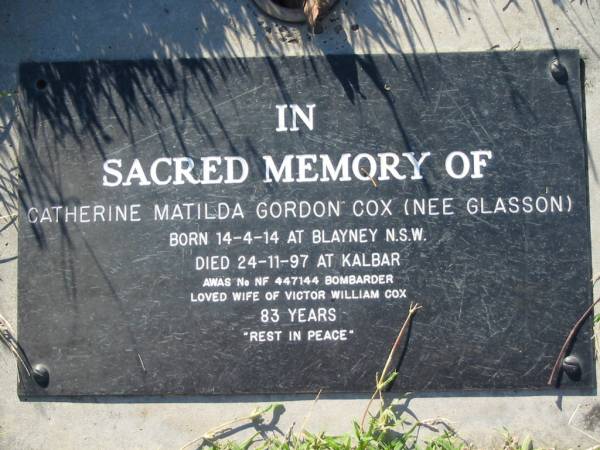 IN
SACRED MEMORY OF
CATHERINE MATILDA GORDON COX (NEE GLASSON)
BORN 14-4-14 AT BLAYNEY N.S.W.
DIED 24-11-97 AT KALBAR
AWAS No NF 447144 BOMBARDER
LOVED WIFE OF VICTOR WILLIAM COX
83 YEARS
"REST IN PEACE"